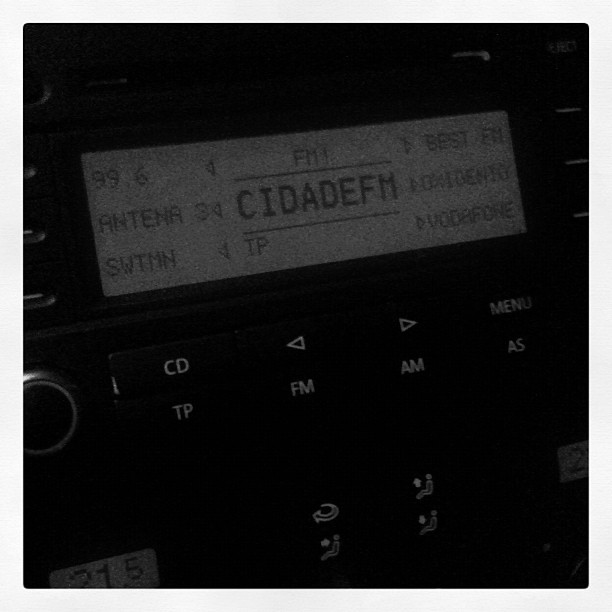 EJECT
99.6 FM1 BEST FM
ANTENA 3 CIDADEFM
SWTMN TP VODAFONE
MENU
CD
AS
TP FM AM
21.5
2